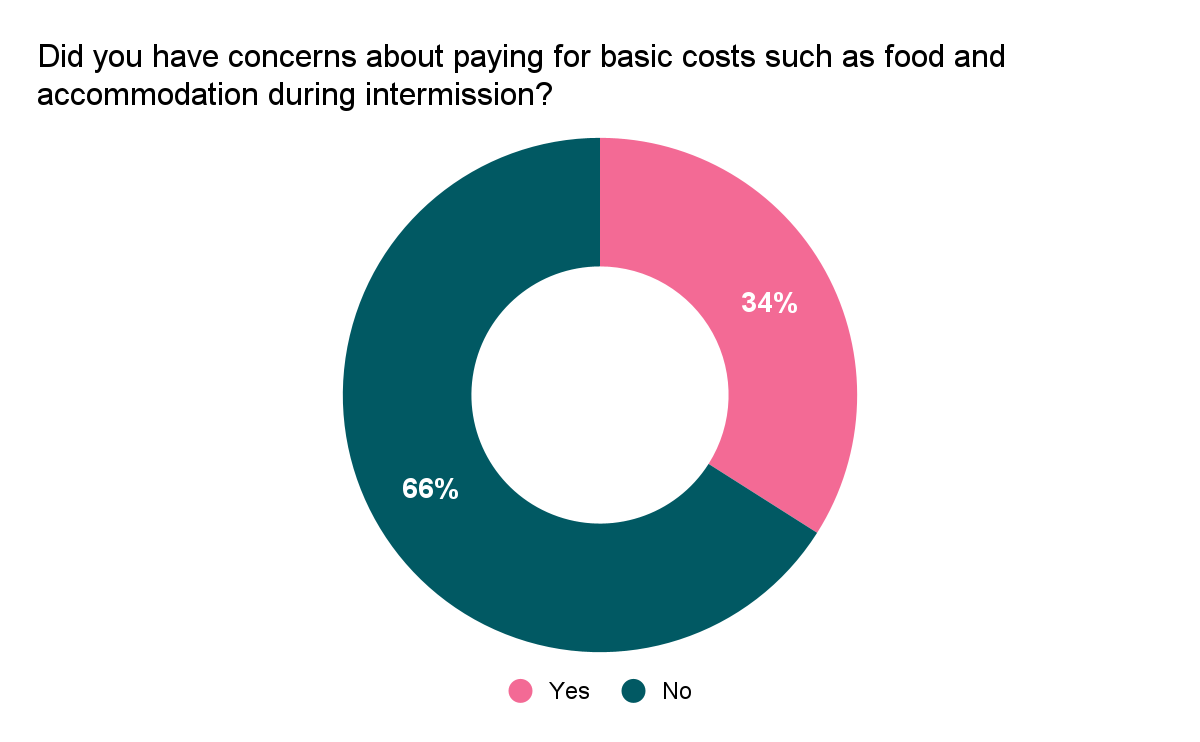 Did you have concerns about paying for basic costs such as food and
accommodation during intermission?
34%
66%
Yes
No